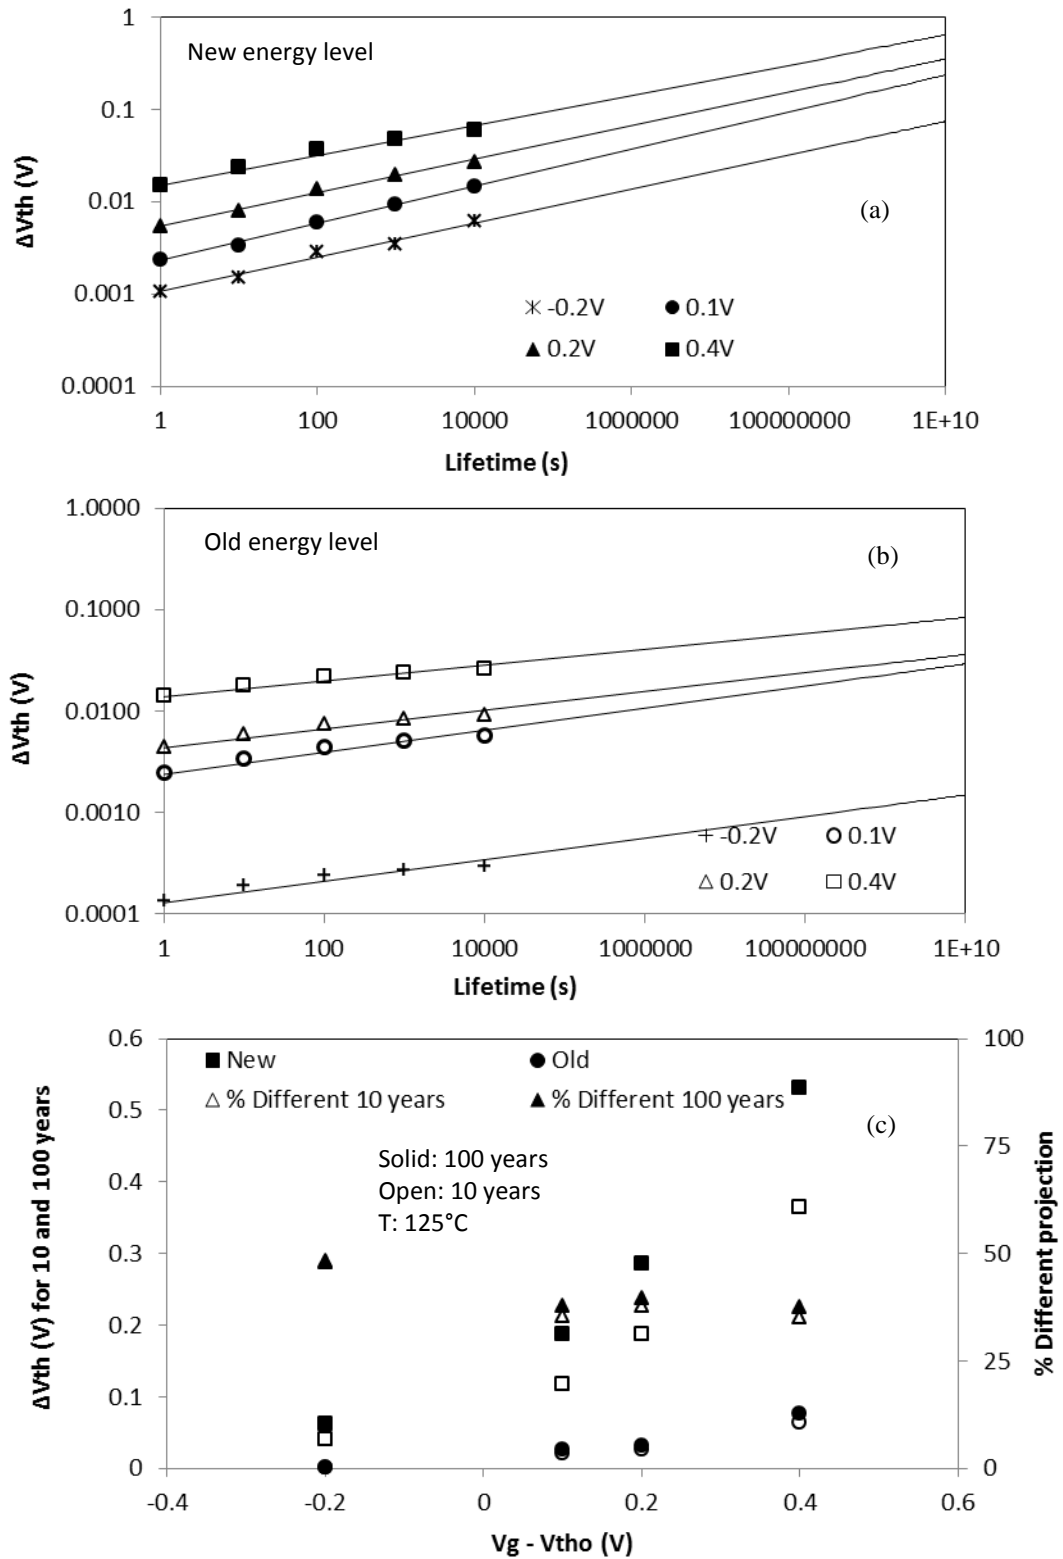 1
New energy level
0.1
ΔVth (V)
0.01
(a)
0.001
-0.2V 0.1V
0.2V 0.4V
0.0001
1 100 10000 1000000 100000000 1E+10
Lifetime (s)
1.0000
Old energy level
(b)
0.1000
ΔVth (V)
0.0100
0.0010
-0.2V 0.1V
0.2V 0.4V
0.0001
1 100 10000 1000000 100000000 1E+10
Lifetime (s)
0.6 100
New Old
% Different 10 years % Different 100 years
0.5
(c)
Solid: 100 years
Open: 10 years
T: 125°C
75
0.4
ΔVth (V) for 10 and 100 years
0.3 50
% Different projection
0.2
25
0.1
0 0
-0.4 -0.2 0 0.2 0.4 0.6
Vg - Vtho (V)